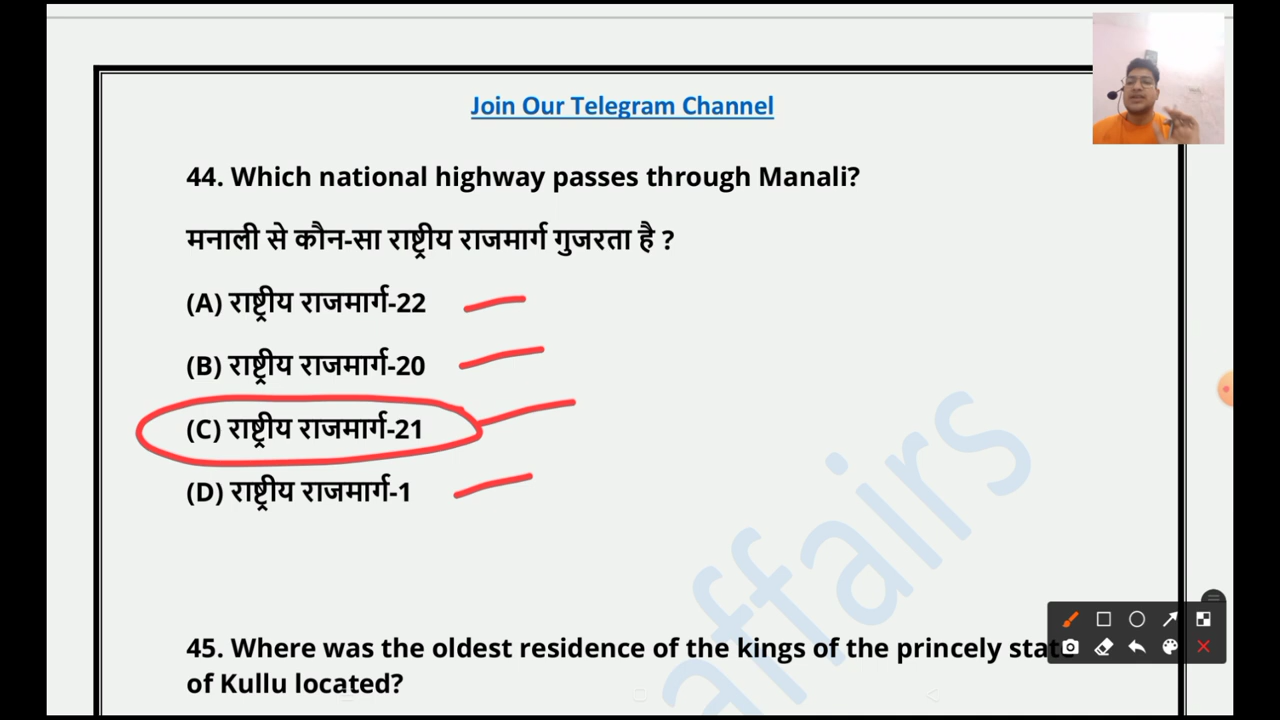 Join Our Telegram Channel
44. Which national highway passes through Manali?
मनाली से कौन-सा राष्ट्रीय राजमार्ग गुजरता है ?
(A) राष्ट्रीय राजमार्ग-22
(B) राष्ट्रीय राजमार्ग-20
(C) राष्ट्रीय राजमार्ग-21
(D) राष्ट्रीय राजमार्ग-1
affairs
45. Where was the oldest residence of the kings of the princely state
of Kullu located?